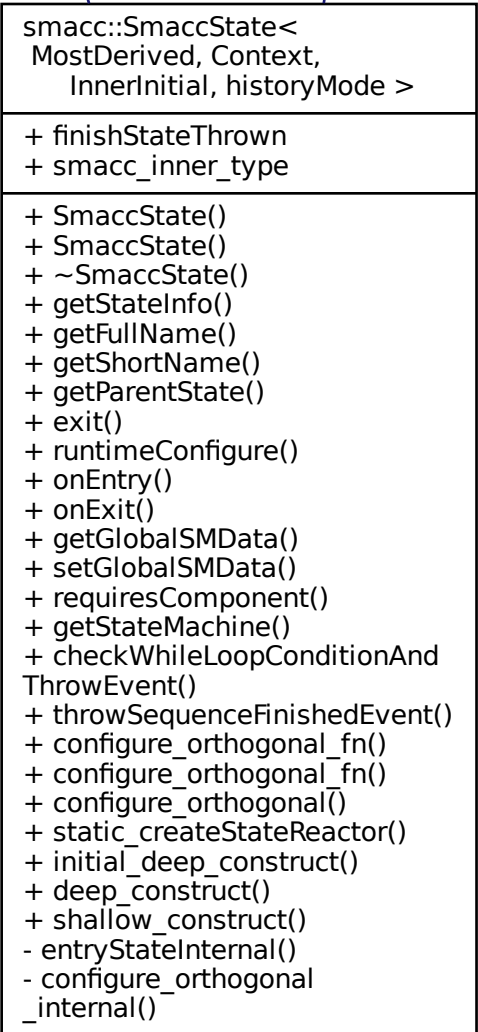 smacc::SmaccState<
MostDerived, Context,
InnerInitial, historyMode >
+ finishStateThrown
+ smacc_inner_type
+ SmaccState()
+ SmaccState()
+ ~SmaccState()
+ getStateInfo()
+ getFullName()
+ getShortName()
+ getParentState()
+ exit()
+ runtimeConfigure()
+ onEntry()
+ onExit()
+ getGlobalSMData()
+ setGlobalSMData()
+ requiresComponent()
+ getStateMachine()
+ checkWhileLoopConditionAnd
ThrowEvent()
+ throwSequenceFinishedEvent()
+ configure_orthogonal_fn()
+ configure_orthogonal_fn()
+ configure_orthogonal()
+ static_createStateReactor()
+ initial_deep_construct()
+ deep_construct()
+ shallow_construct()
- entryStateInternal()
- configure_orthogonal
_internal()